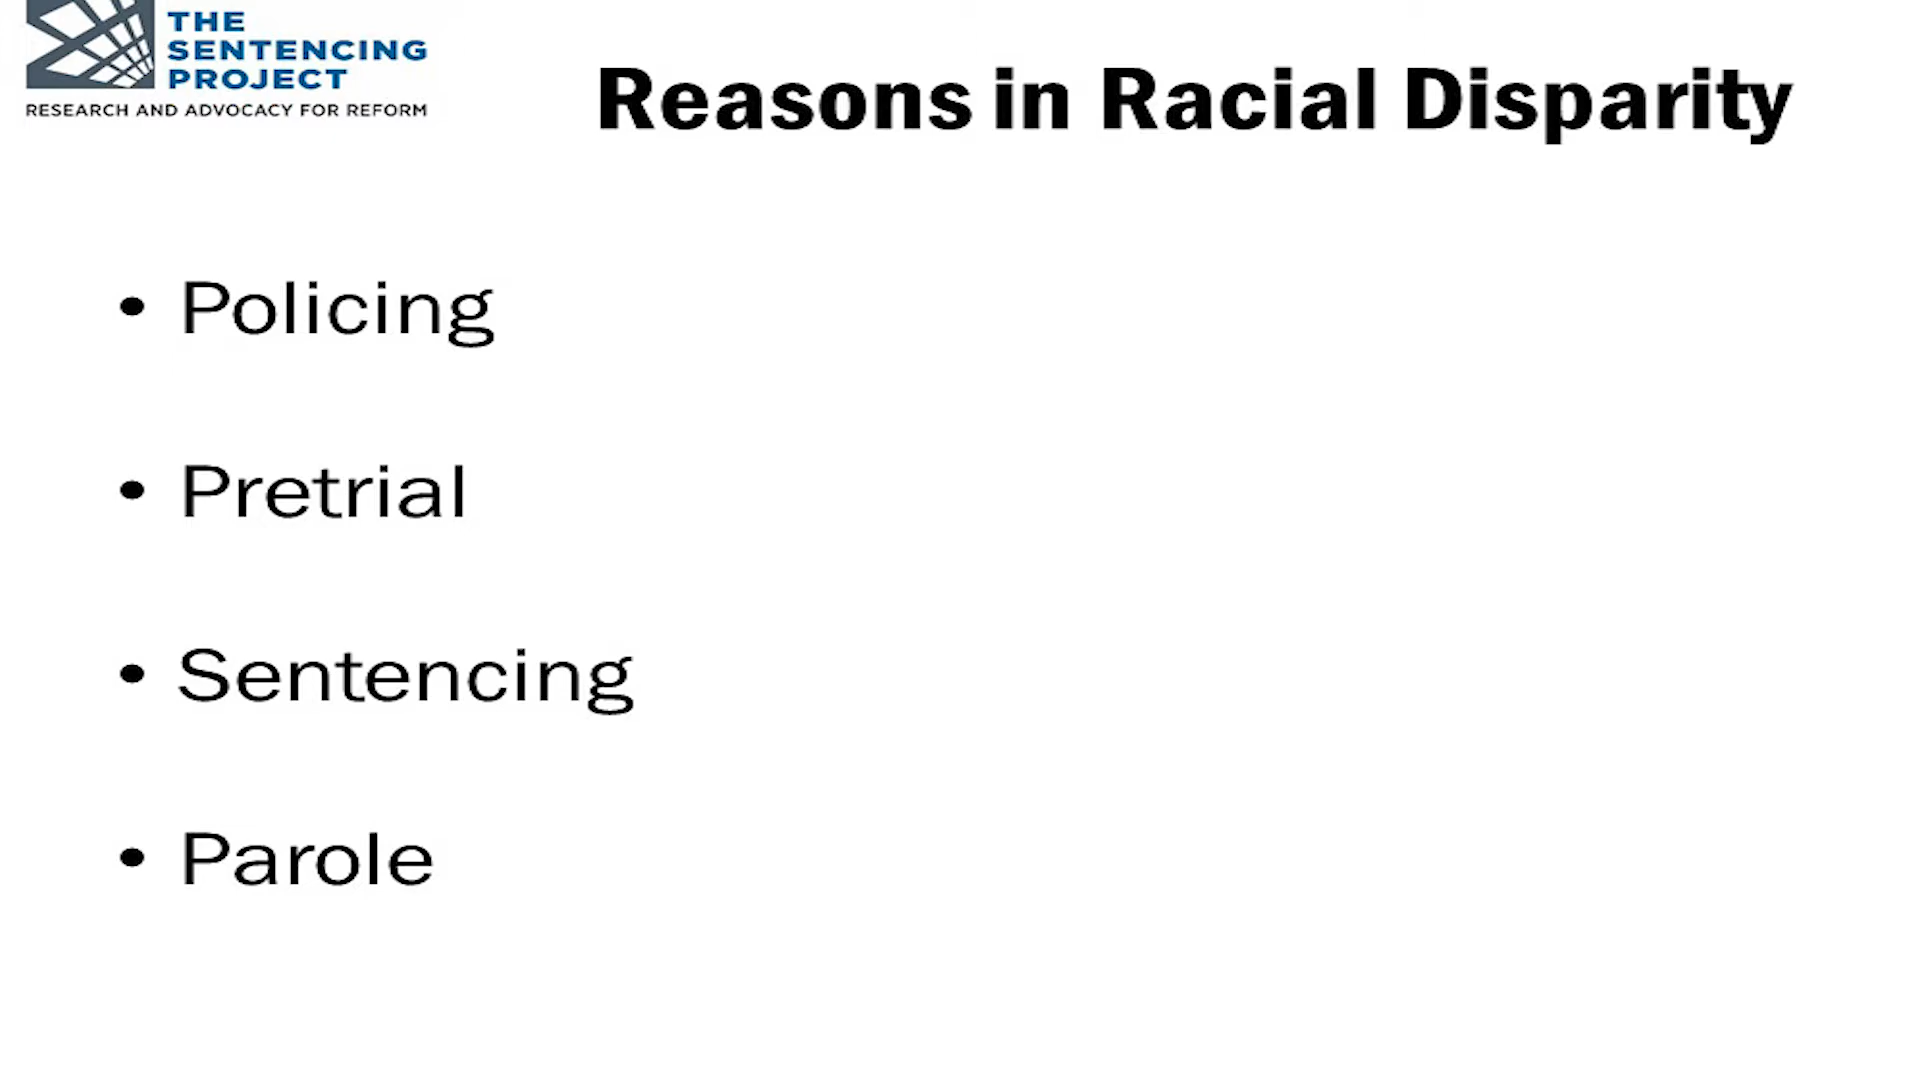 THE
SENTENCING
PROJECT
RESEARCH AND ADVOCACY FOR REFORM
Reasons in Racial Disparity
• Policing
• Pretrial
• Sentencing
• Parole